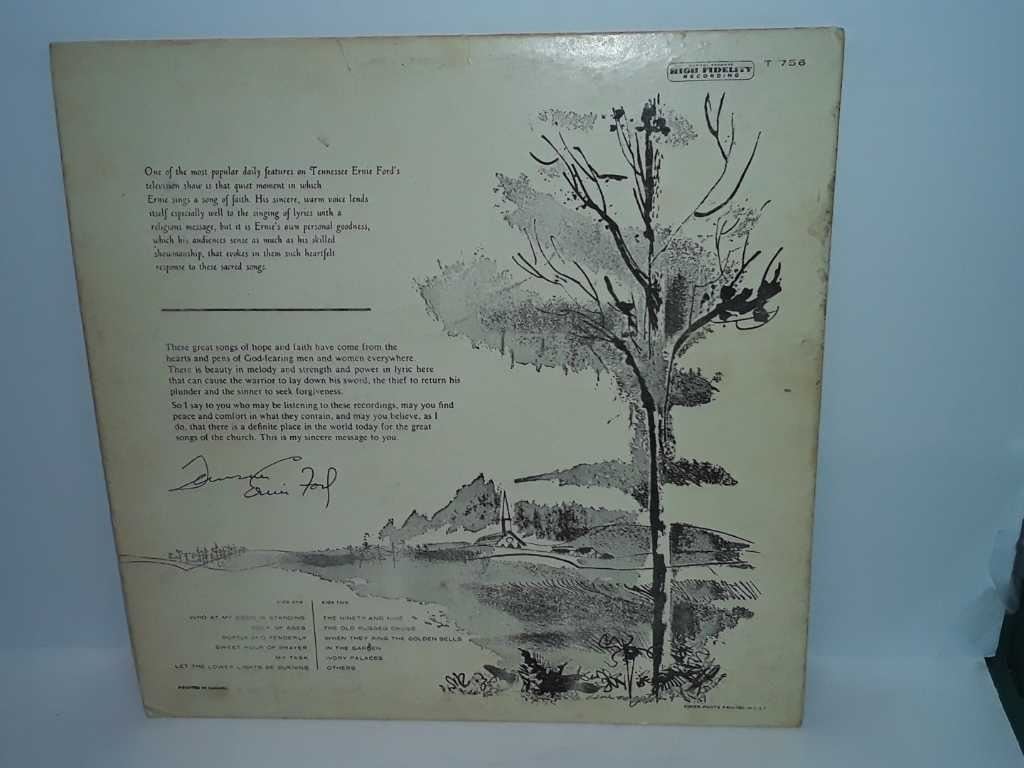 HIGH FIDELITY
RECORDING
T 756
One of the most popular daily features on Tennessee Ernie Ford's
television show is that quiet moment in which
Ernie sings a song of faith. His sincere, warm voice lends
itself especially well to the singing of lyrics with a
religious message, but it is Ernie's own personal goodness,
which his audiences sense as much as his skilled
showmanship, that evokes in them such heartfelt
response to these sacred songs.
These great songs of hope and faith have come from the
hearts and pens of God-fearing men and women everywhere.
There is beauty in melody and strength and power in lyric here
that can cause the warrior to lay down his sword, the thief to return his
plunder and the sinner to seek forgiveness.
So I say to you who may be listening to these recordings, may you find
peace and comfort in what they contain, and may you believe, as I
do, that there is a definite place in the world today for the great
songs of the church. This is my sincere message to you.
Tennessee
Ernie Ford
SIDE ONE
WHO AT MY DOOR IS STANDING
ROCK OF AGES
SOFTLY AND TENDERLY
SWEET HOUR OF PRAYER
MY TASK
LET THE LOWER LIGHTS BE BURNING
SIDE TWO
THE NINETY AND NINE
THE OLD RUGGED CROSS
WHEN THEY RING THE GOLDEN BELLS
IN THE GARDEN
IVORY PALACES
OTHERS
PRINTED IN